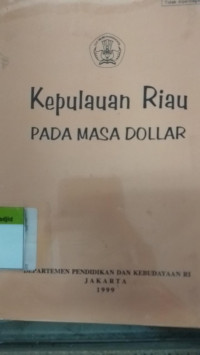 Kepulauan Riau
PADA MASA DOLLAR
DEPARTEMEN PENDIDIKAN DAN KEBUDAYAAN RI
JAKARTA
1999